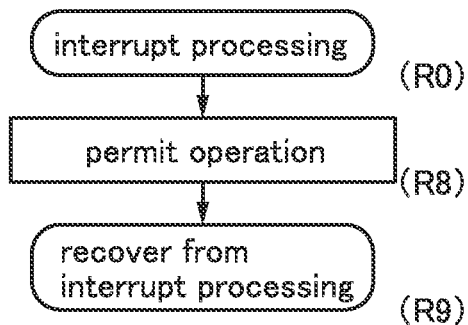 interrupt processing
(R0)
permit operation
(R8)
recover from
interrupt processing
(R9)